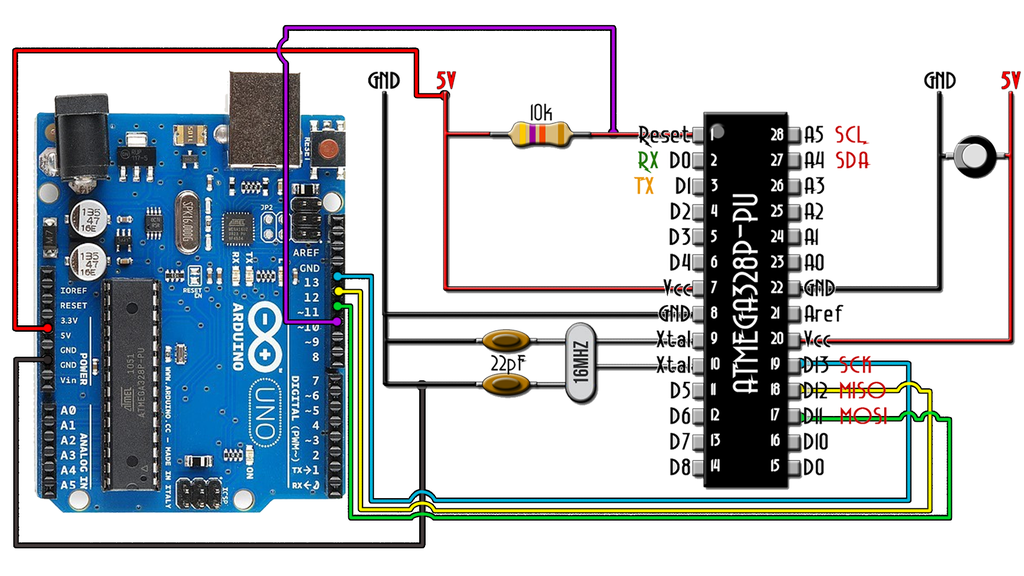 GND
5V
10k
GND
5V
RESET
SPK16.000G
135
47
16E
135
47
16E
M7
JP2
RESET
EN
RX
TX
L
AREF
GND
13
12
~11
~10
~9
8
7
~6
~5
4
~3
2
TX→1
RX←0
DIGITAL (PWM~)
IOREF
RESET
3.3V
5V
GND
GND
Vin
POWER
A0
A1
A2
A3
A4
A5
ANALOG IN
ATMEL
ATMEGA328P-PU
WWW.ARDUINO.CC - MADE IN ITALY
ARDUINO
™
UNO
ON
ICSP
22pF
16MHZ
ATMEGA328P-PU
Reset 1
RX D0 2
TX D1 3
D2 4
D3 5
D4 6
Vcc 7
GND 8
Xtal 9
Xtal 10
D5 11
D6 12
D7 13
D8 14
28 A5 SCL
27 A4 SDA
26 A3
25 A2
24 A1
23 A0
22 GND
21 Aref
20 Vcc
19 D13 SCK
18 D12 MISO
17 D11 MOSI
16 D10
15 D0